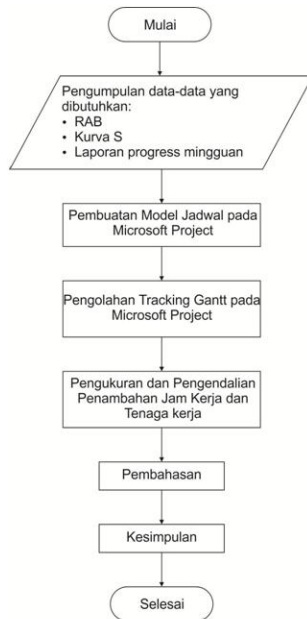 Mulai
Pengumpulan data-data yang
dibutuhkan:
• RAB
• Kurva S
• Laporan progress mingguan
Pembuatan Model Jadwal pada
Microsoft Project
Pengolahan Tracking Gantt pada
Microsoft Project
Pengukuran dan Pengendalian
Penambahan Jam Kerja dan
Tenaga kerja
Pembahasan
Kesimpulan
Selesai